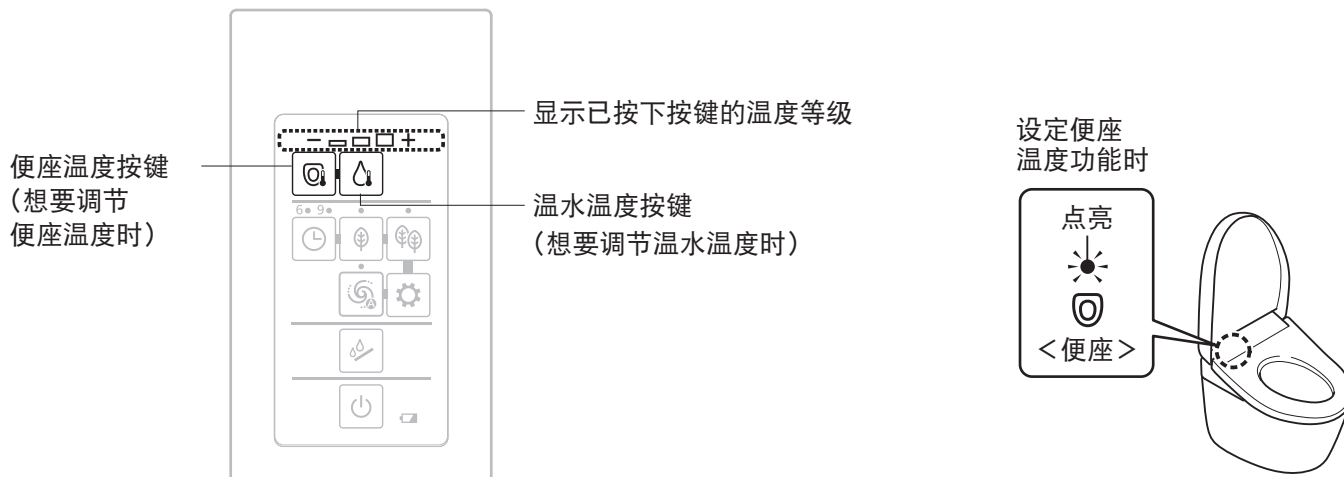 显示已按下按键的温度等级
便座温度按键
（想要调节
便座温度时）
温水温度按键
（想要调节温水温度时）
− +
6 9
A
设定便座
温度功能时
点亮
＜便座＞